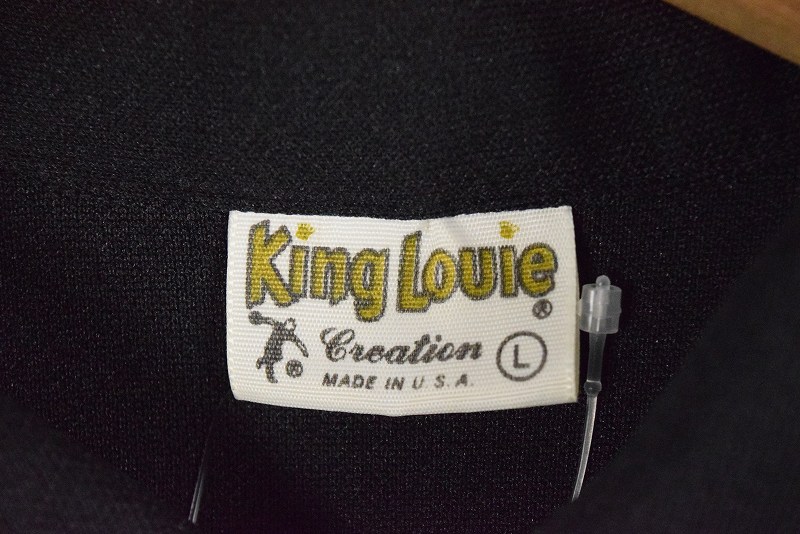 King Louie ®
® Creation L
MADE IN U.S.A.